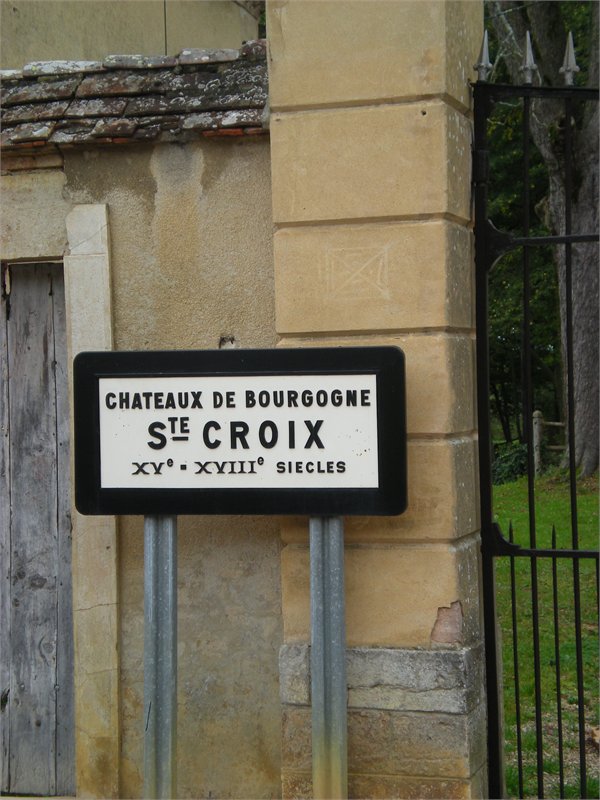 CHATEAUX DE BOURGOGNE
STE CROIX
XVe - XVIIIe SIECLES